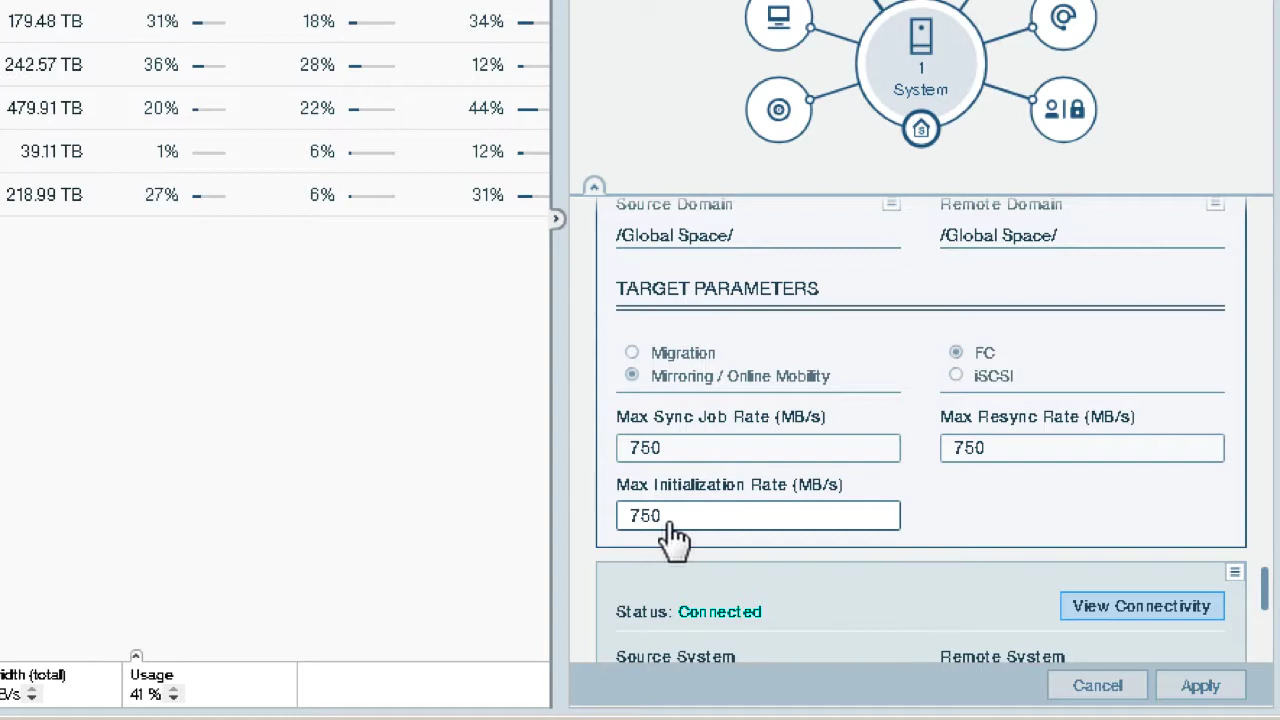 179.48 TB 31% 18% 34%
242.57 TB 36% 28% 12%
479.91 TB 20% 22% 44%
39.11 TB 1% 6% 12%
218.99 TB 27% 6% 31%
1
System
S
Source Domain Remote Domain
/Global Space/ /Global Space/
TARGET PARAMETERS
Migration FC
Mirroring / Online Mobility iSCSI
Max Sync Job Rate (MB/s) Max Resync Rate (MB/s)
750 750
Max Initialization Rate (MB/s)
750
Status: Connected View Connectivity
Source System Remote System
Cancel Apply
idth (total) Usage
B/s 41 %